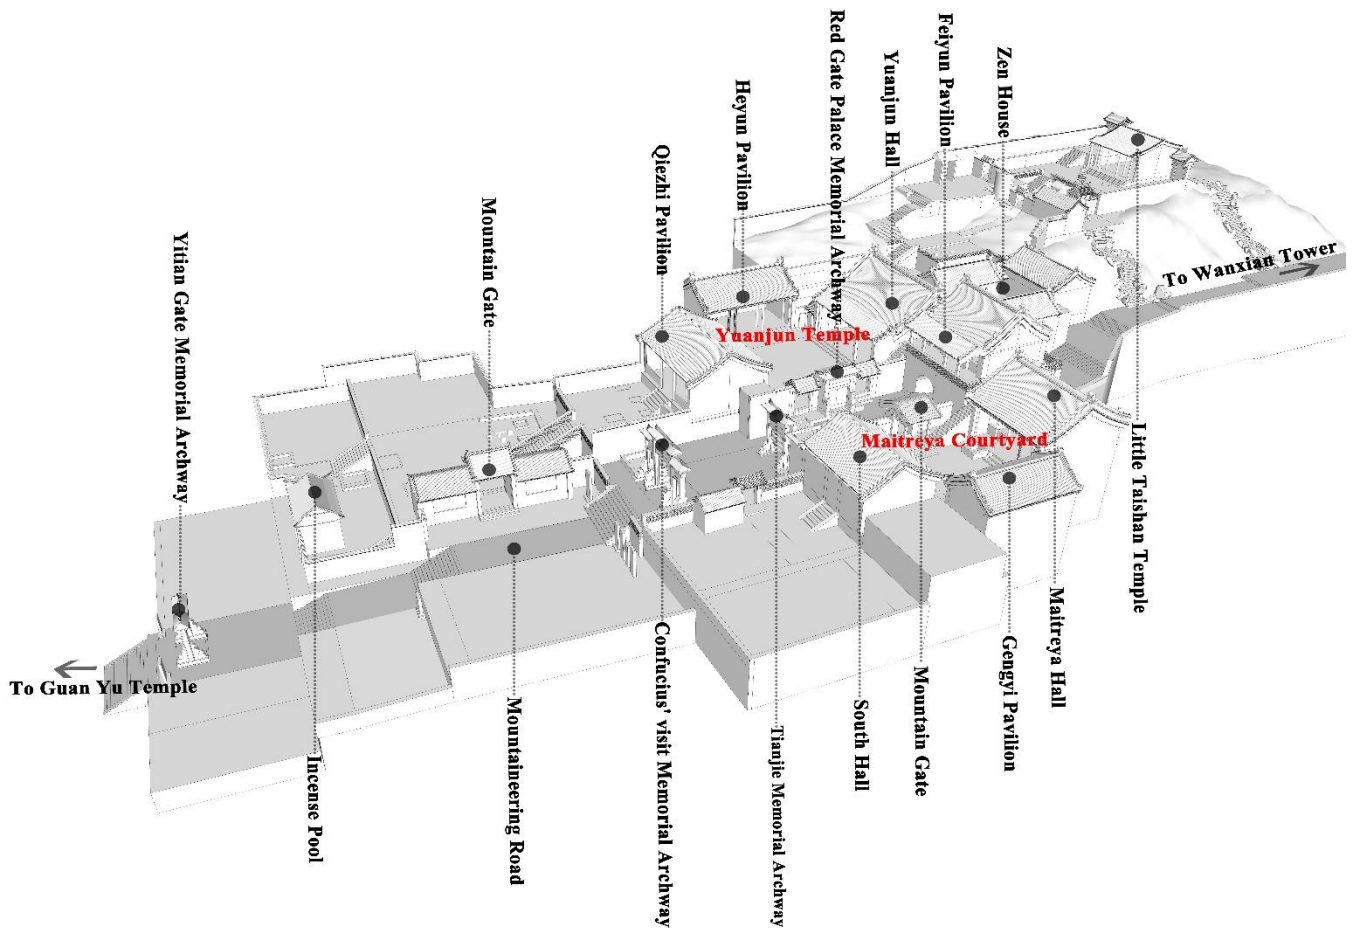 Yitian Gate Memorial Archway
Mountain Gate
Qiezhi Pavilion
Heyun Pavilion
Red Gate Palace Memorial Archway
Yuanjun Hall
Feiyun Pavilion
Zen House
To Wanxian Tower
Yuanjun Temple
Maitreya Courtyard
To Guan Yu Temple
Incense Pool
Mountaineering Road
Confucius' visit Memorial Archway
Tianjie Memorial Archway
South Hall
Mountain Gate
Gengyi Pavilion
Maitreya Hall
Little Taishan Temple